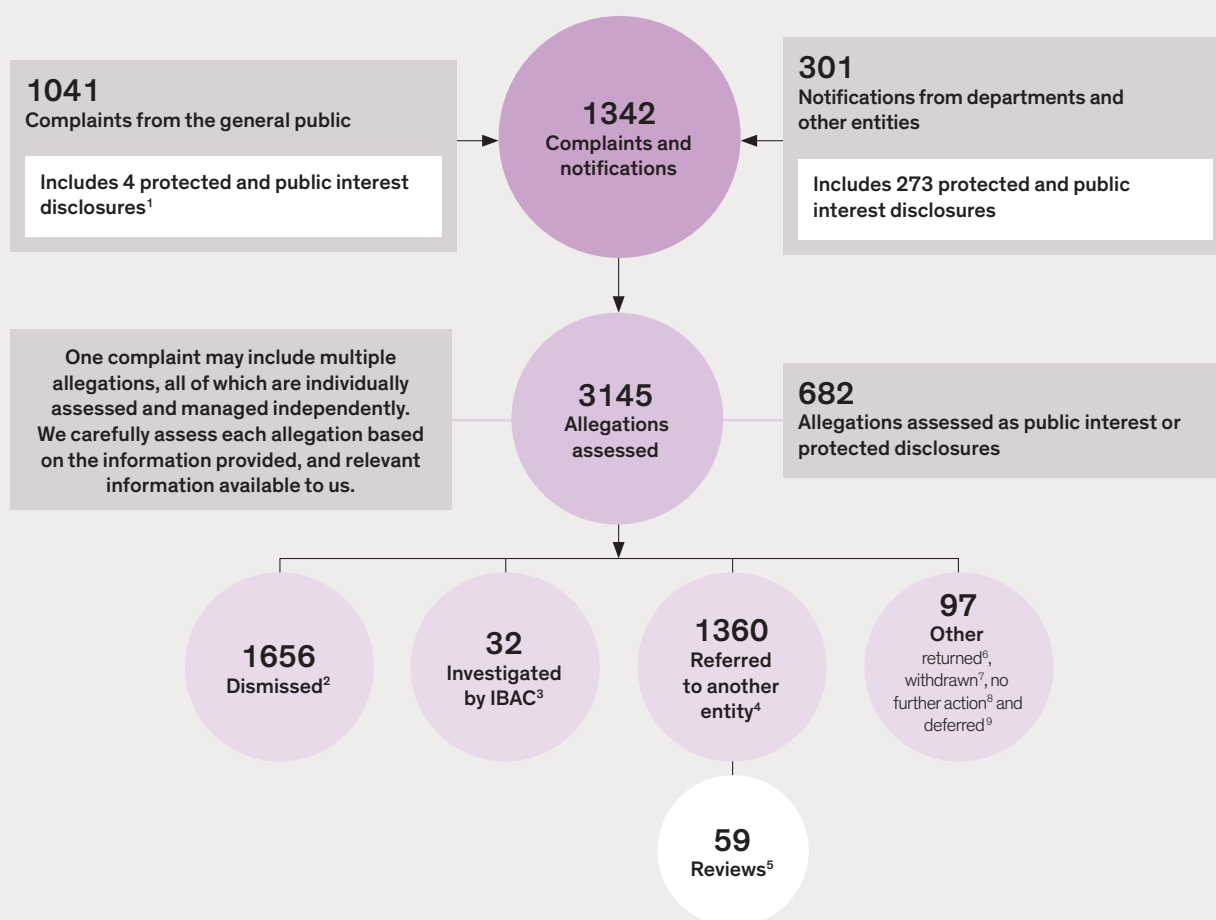 1041
Complaints from the general public
Includes 4 protected and public interest
disclosures¹
1342
Complaints and
notifications
301
Notifications from departments and
other entities
Includes 273 protected and public
interest disclosures
One complaint may include multiple
allegations, all of which are individually
assessed and managed independently.
We carefully assess each allegation based
on the information provided, and relevant
information available to us.
3145
Allegations
assessed
682
Allegations assessed as public interest or
protected disclosures
1656
Dismissed²
32
Investigated
by IBAC³
1360
Referred
to another
entity⁴
97
Other
returned⁶,
withdrawn⁷, no
further action⁸ and
deferred⁹
59
Reviews⁵